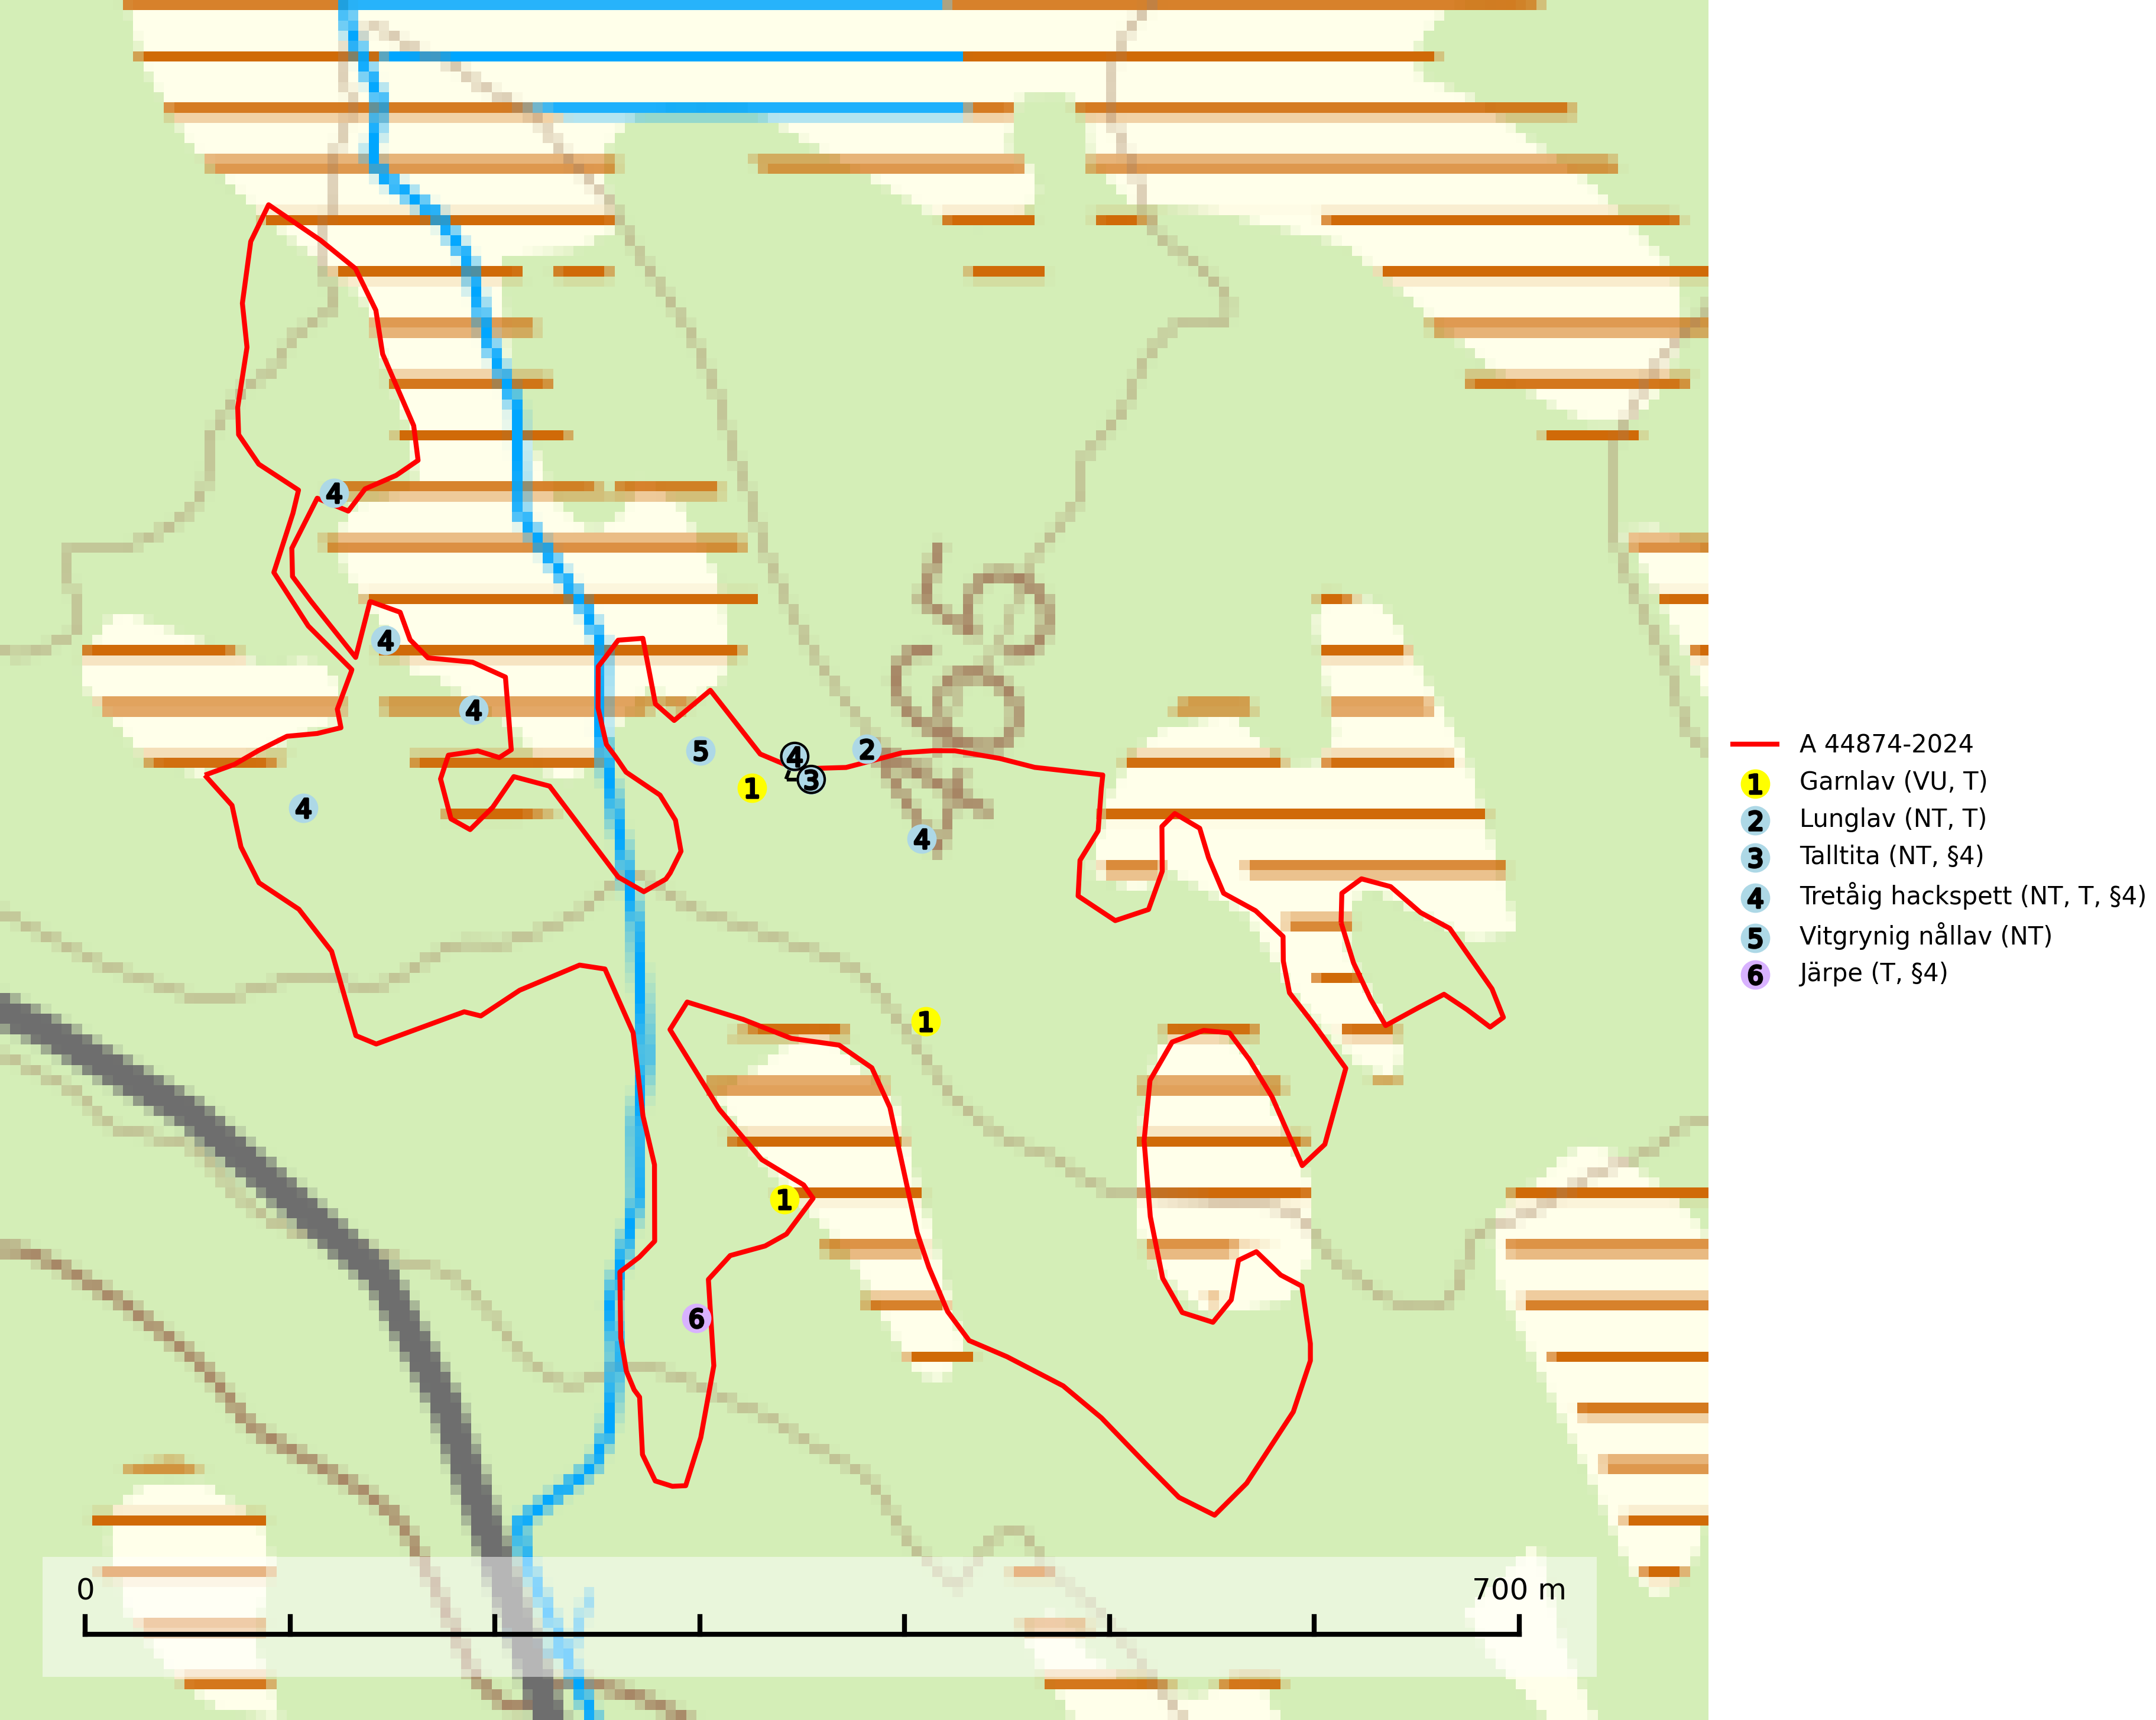 4
4
465
4
5
4
2
1
3
4
4
1
1
6
0
700 m
A 44874-2024
1 Garnlav (VU, T)
2 Lunglav (NT, T)
3 Talltita (NT, §4)
4 Tretåig hackspett (NT, T, §4)
5 Vitgrynig nållav (NT)
6 Järpe (T, §4)